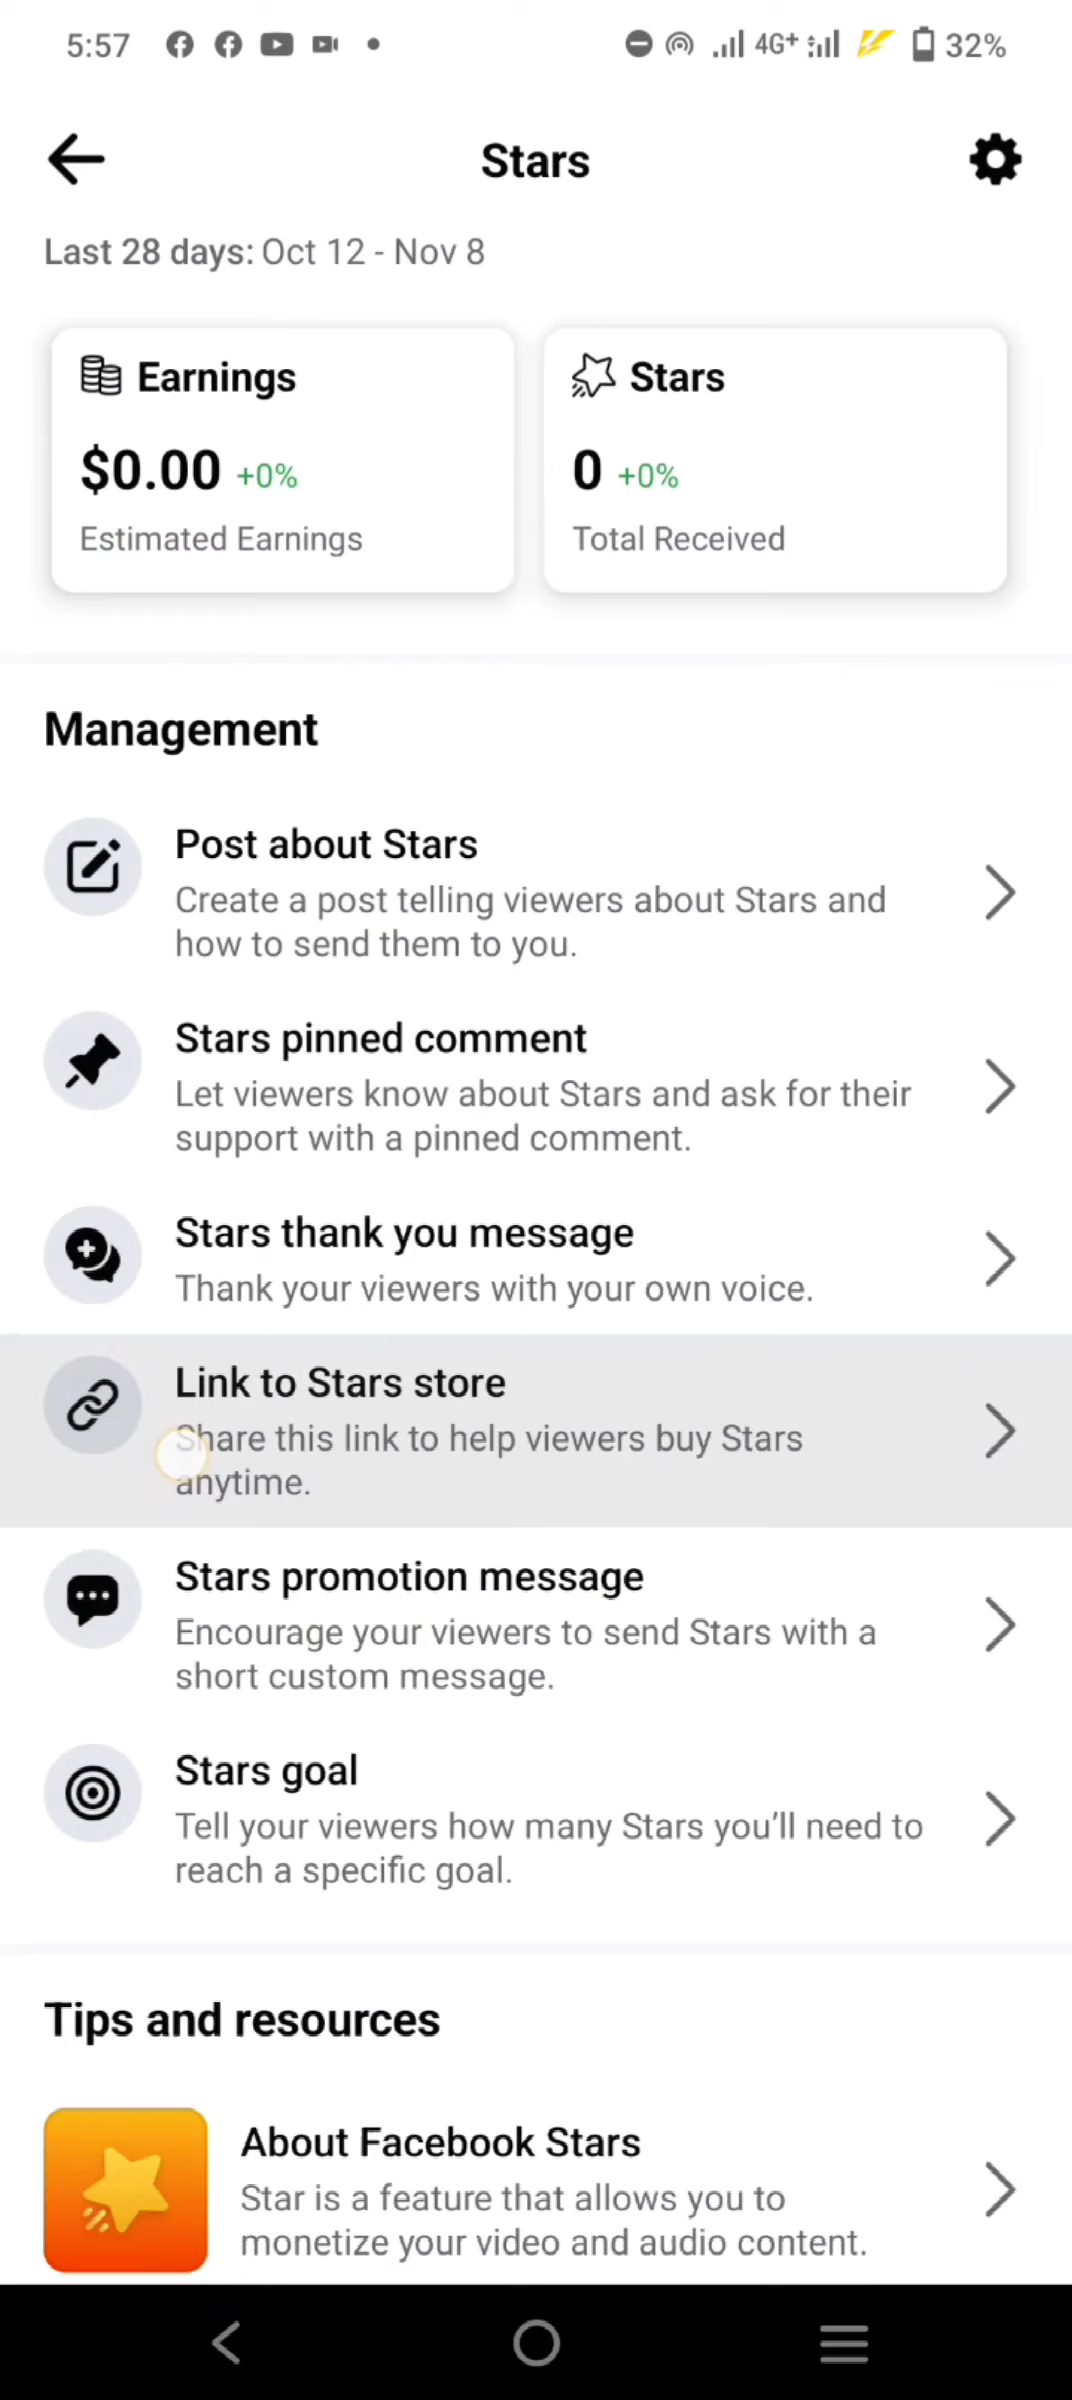 5:57 4G+ 32%
Stars
Last 28 days: Oct 12 - Nov 8
Earnings
$0.00 +0%
Estimated Earnings
Stars
0 +0%
Total Received
Management
Post about Stars
Create a post telling viewers about Stars and
how to send them to you.
Stars pinned comment
Let viewers know about Stars and ask for their
support with a pinned comment.
Stars thank you message
Thank your viewers with your own voice.
Link to Stars store
Share this link to help viewers buy Stars
anytime.
Stars promotion message
Encourage your viewers to send Stars with a
short custom message.
Stars goal
Tell your viewers how many Stars you’ll need to
reach a specific goal.
Tips and resources
About Facebook Stars
Star is a feature that allows you to
monetize your video and audio content.